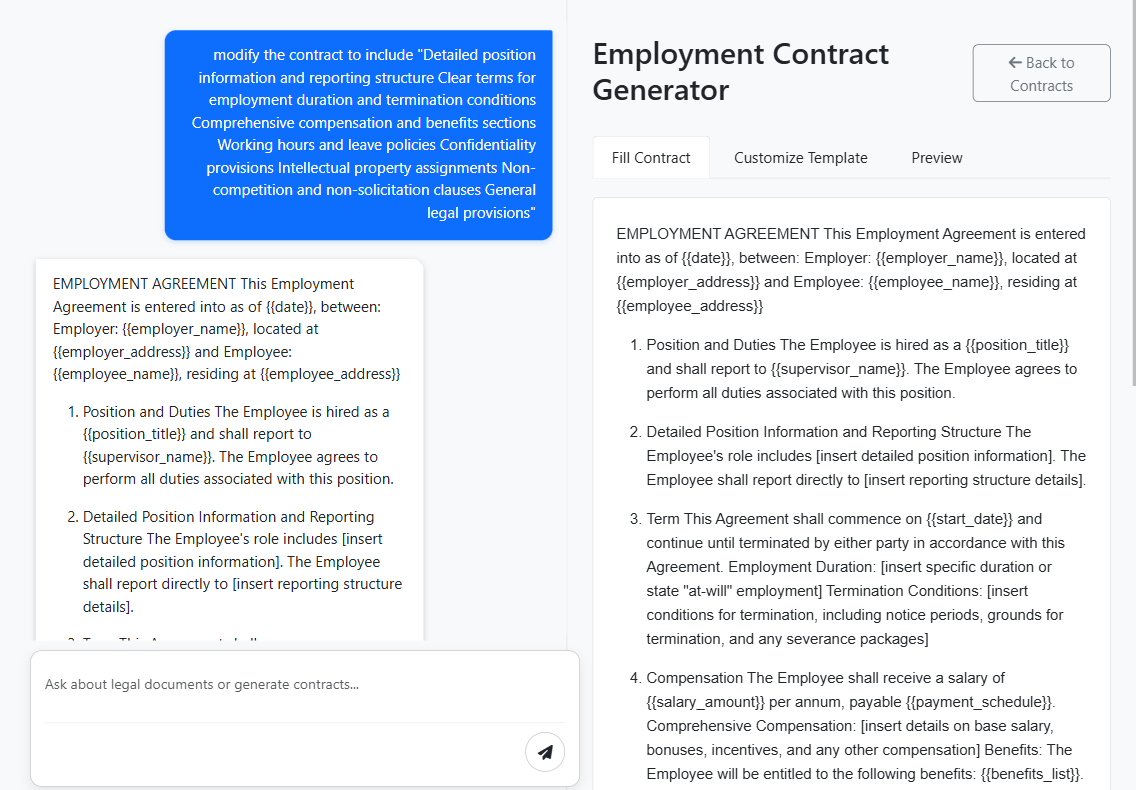 modify the contract to include "Detailed position
information and reporting structure Clear terms for
employment duration and termination conditions
Comprehensive compensation and benefits sections
Working hours and leave policies Confidentiality
provisions Intellectual property assignments Non-
competition and non-solicitation clauses General
legal provisions"
EMPLOYMENT AGREEMENT This Employment
Agreement is entered into as of {{date}}, between:
Employer: {{employer_name}}, located at
{{employer_address}} and Employee:
{{employee_name}}, residing at {{employee_address}}
1. Position and Duties The Employee is hired as a
{{position_title}} and shall report to
{{supervisor_name}}. The Employee agrees to
perform all duties associated with this position.
2. Detailed Position Information and Reporting
Structure The Employee's role includes [insert
detailed position information]. The Employee
shall report directly to [insert reporting structure
details].
Ask about legal documents or generate contracts...
Employment Contract
Generator
← Back to
Contracts
Fill Contract
Customize Template
Preview
EMPLOYMENT AGREEMENT This Employment Agreement is entered
into as of {{date}}, between: Employer: {{employer_name}}, located at
{{employer_address}} and Employee: {{employee_name}}, residing at
{{employee_address}}
1. Position and Duties The Employee is hired as a {{position_title}}
and shall report to {{supervisor_name}}. The Employee agrees to
perform all duties associated with this position.
2. Detailed Position Information and Reporting Structure The
Employee's role includes [insert detailed position information]. The
Employee shall report directly to [insert reporting structure details].
3. Term This Agreement shall commence on {{start_date}} and
continue until terminated by either party in accordance with this
Agreement. Employment Duration: [insert specific duration or
state "at-will" employment] Termination Conditions: [insert
conditions for termination, including notice periods, grounds for
termination, and any severance packages]
4. Compensation The Employee shall receive a salary of
{{salary_amount}} per annum, payable {{payment_schedule}}.
Comprehensive Compensation: [insert details on base salary,
bonuses, incentives, and any other compensation] Benefits: The
Employee will be entitled to the following benefits: {{benefits_list}}.